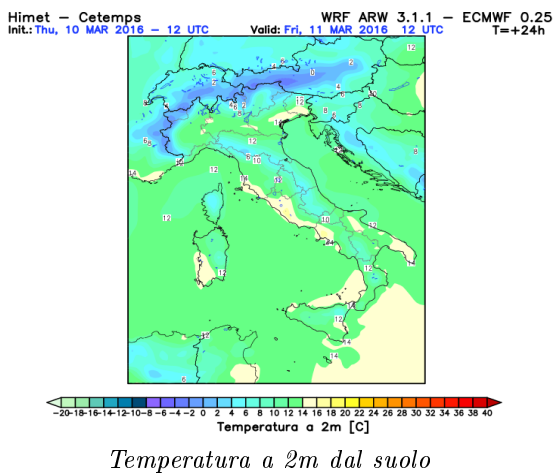 Himet – Cetemps WRF ARW 3.1.1 – ECMWF 0.25
Init.: Thu, 10 MAR 2016 – 12 UTC Valid: Fri, 11 MAR 2016 12 UTC T=+24h
-20-18-16-14-12-10-8 -6 -4 -2 0 2 4 6 8 10 12 14 16 18 20 22 24 26 28 30 32 34 36 38 40
Temperatura a 2m [C]
Temperatura a 2m dal suolo